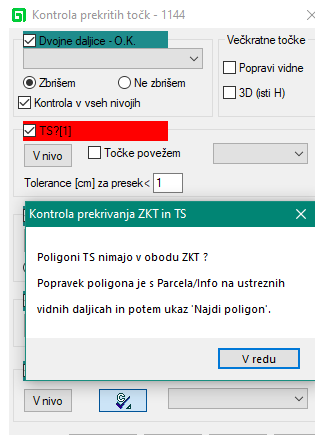 Kontrola prekritih točk - 1144
Dvojne daljice - O.K.
Večkratne točke
Zbrišem
Ne zbrišem
Popravi vidne
Kontrola v vseh nivojih
3D (isti H)
TS?[1]
V nivo
Točke povežem
Tolerance [cm] za presek<
1
Kontrola prekrivanja ZKT in TS
Poligoni TS nimajo v obodu ZKT ?
Popravek poligona je s Parcela/Info na ustreznih
vidnih daljicah in potem ukaz 'Najdi poligon'.
V redu
V nivo